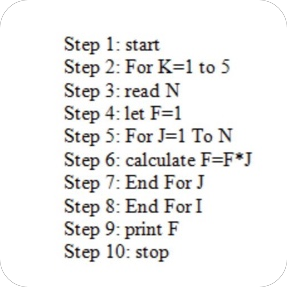 Step 1: start
Step 2: For K=1 to 5
Step 3: read N
Step 4: let F=1
Step 5: For J=1 To N
Step 6: calculate F=F*J
Step 7: End For J
Step 8: End For I
Step 9: print F
Step 10: stop